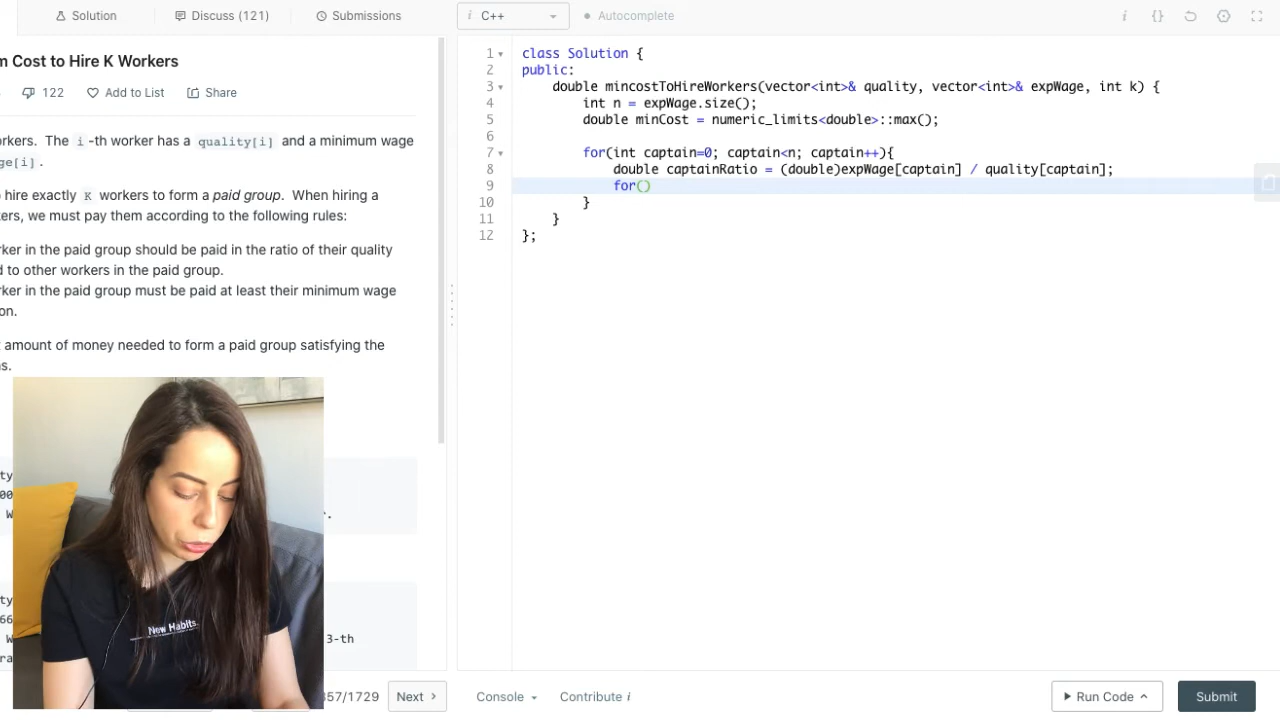 Solution
Discuss (121)
Submissions
i C++
Autocomplete
m Cost to Hire K Workers
122
Add to List
Share
orkers. The i -th worker has a quality[i] and a minimum wage
ge[i] .
hire exactly K workers to form a paid group. When hiring a
ers, we must pay them according to the following rules:
rker in the paid group should be paid in the ratio of their quality
d to other workers in the paid group.
rker in the paid group must be paid at least their minimum wage
on.
t amount of money needed to form a paid group satisfying the
s.
1 class Solution {
2 public:
3 double mincostToHireWorkers(vector<int>& quality, vector<int>& expWage, int k) {
4 int n = expWage.size();
5 double minCost = numeric_limits<double>::max();
6
7 for(int captain=0; captain<n; captain++){
8 double captainRatio = (double)expWage[captain] / quality[captain];
9 for()
10 }
11 }
12 };
ty
00
W
r.
ty
66
W 3-th
ra
New Habits.
357/1729
Next
Console
Contribute i
Run Code
Submit